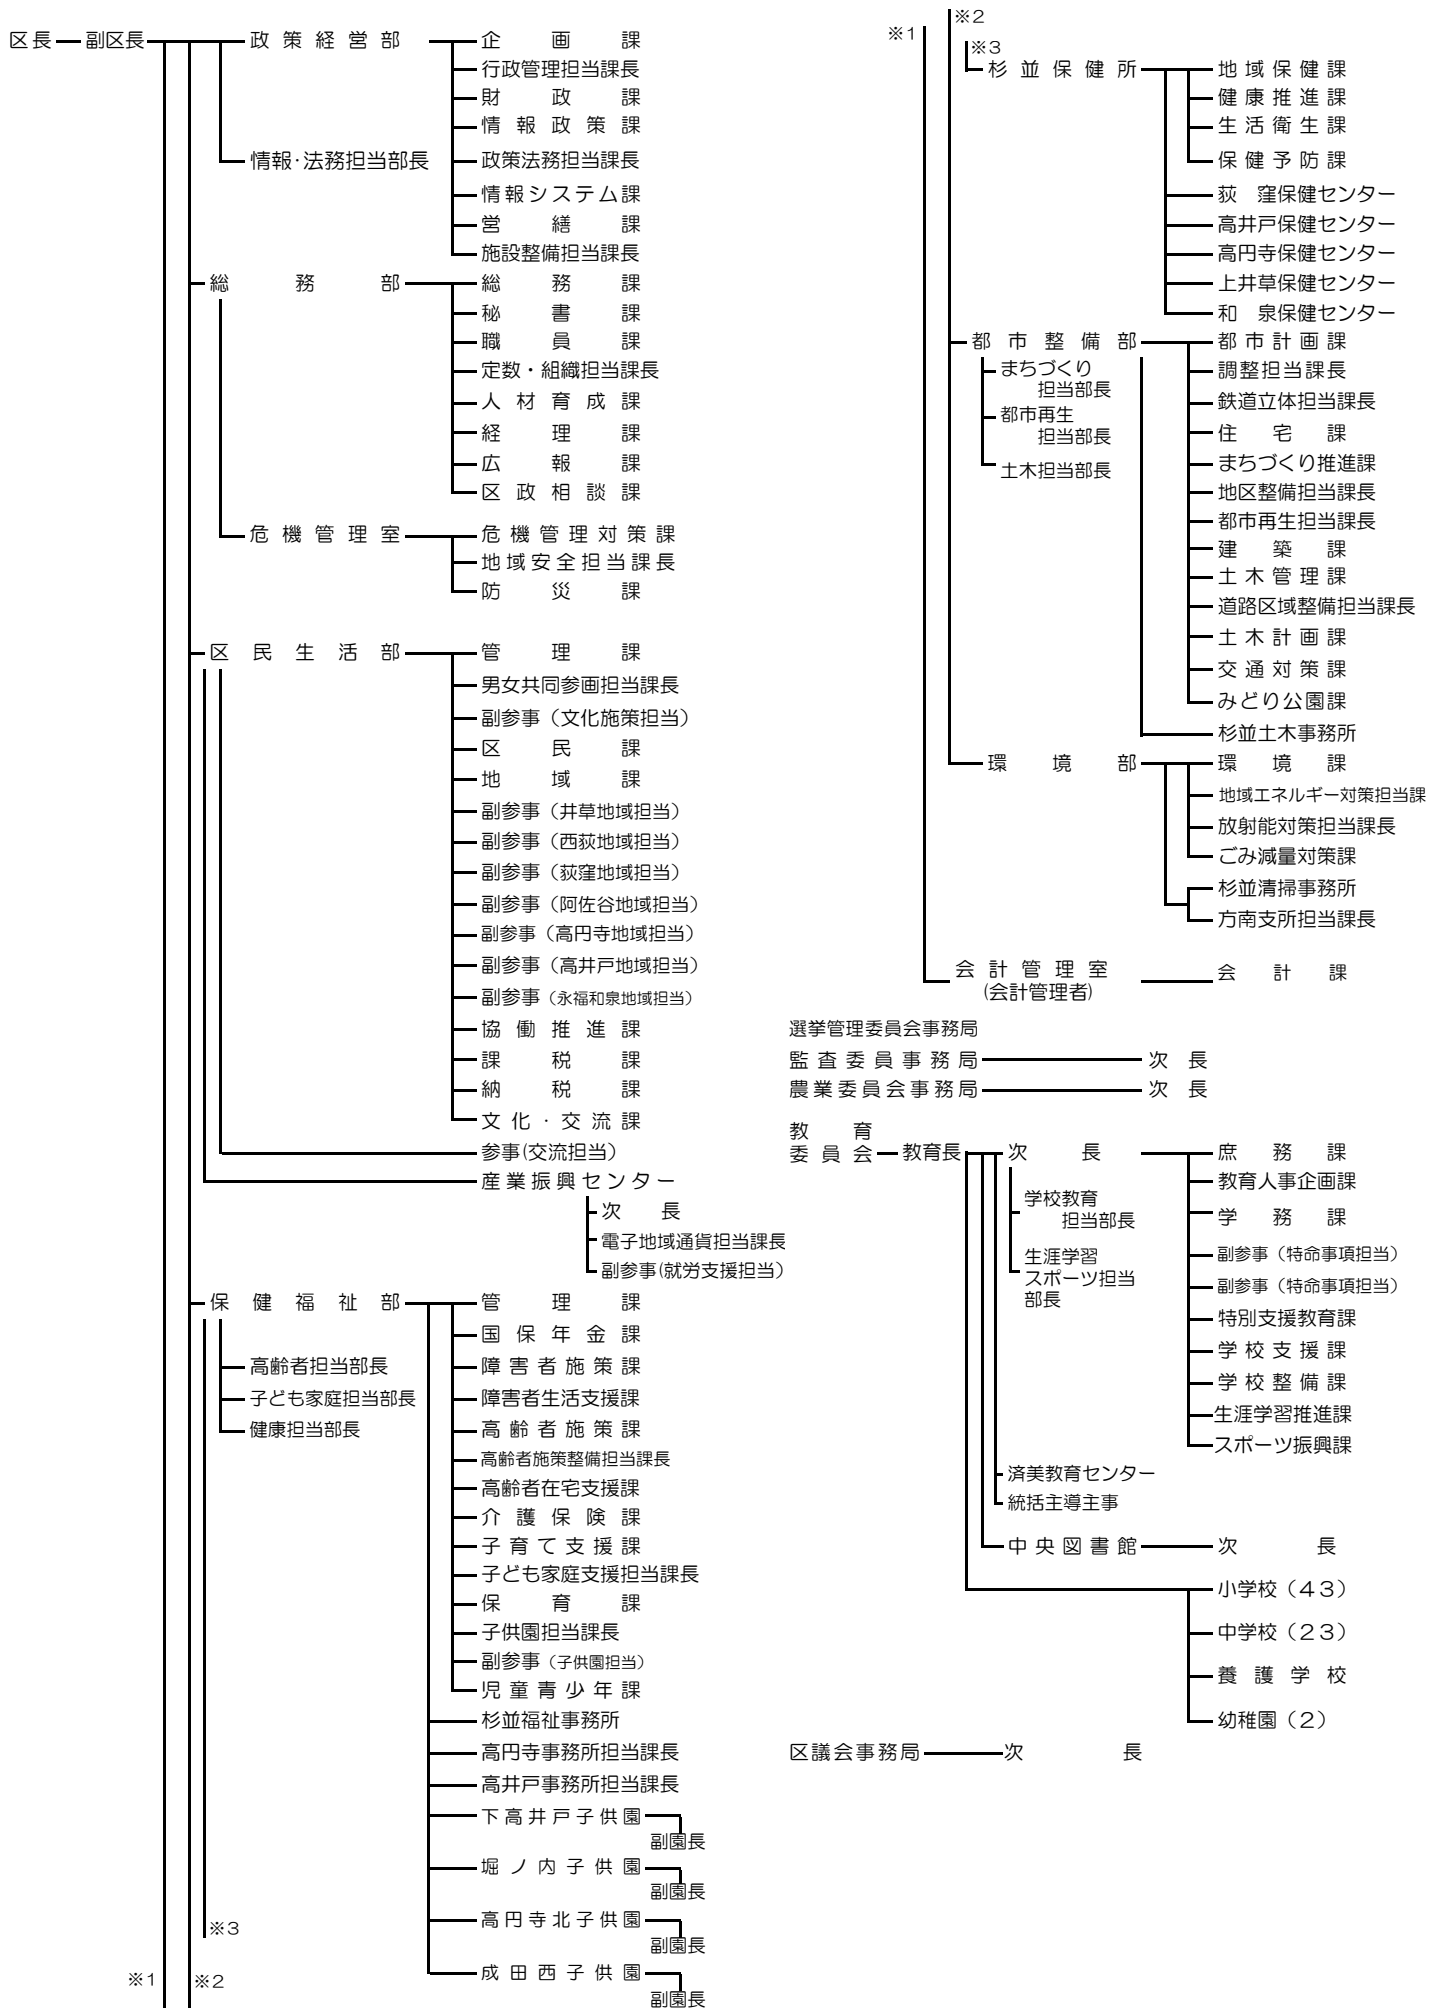 区長
副区長
政策経営部
企画課
行政管理担当課長
財政課
情報政策課
情報･法務担当部長
政策法務担当課長
情報システム課
営繕課
施設整備担当課長
総務部
総務課
秘書課
職員課
定数・組織担当課長
人材育成課
経理課
広報課
区政相談課
危機管理室
危機管理対策課
地域安全担当課長
防災課
区民生活部
管理課
男女共同参画担当課長
副参事（文化施策担当）
区民課
地域課
副参事（井草地域担当）
副参事（西荻地域担当）
副参事（荻窪地域担当）
副参事（阿佐谷地域担当）
副参事（高円寺地域担当）
副参事（高井戸地域担当）
副参事（永福和泉地域担当）
協働推進課
課税課
納税課
文化・交流課
参事(交流担当）
産業振興センター
次長
電子地域通貨担当課長
副参事(就労支援担当）
保健福祉部
管理課
国保年金課
高齢者担当部長
障害者施策課
子ども家庭担当部長
障害者生活支援課
健康担当部長
高齢者施策課
高齢者施策整備担当課長
高齢者在宅支援課
介護保険課
子育て支援課
子ども家庭支援担当課長
保育課
子供園担当課長
副参事（子供園担当）
児童青少年課
杉並福祉事務所
高円寺事務所担当課長
高井戸事務所担当課長
下高井戸子供園
副園長
堀ノ内子供園
副園長
高円寺北子供園
副園長
成田西子供園
副園長
※3
※1
※2
※2
※1
※3
杉並保健所
地域保健課
健康推進課
生活衛生課
保健予防課
荻　窪保健センター
高井戸保健センター
高円寺保健センター
上井草保健センター
和　泉保健センター
都市整備部
都市計画課
まちづくり
担当部長
調整担当課長
都市再生
担当部長
鉄道立体担当課長
住宅課
土木担当部長
まちづくり推進課
地区整備担当課長
都市再生担当課長
建築課
土木管理課
道路区域整備担当課長
土木計画課
交通対策課
みどり公園課
杉並土木事務所
環境部
環境課
地域エネルギー対策担当課
放射能対策担当課長
ごみ減量対策課
杉並清掃事務所
方南支所担当課長
会計管理室
(会計管理者)
会計課
選挙管理委員会事務局
監査委員事務局
次長
農業委員会事務局
次長
教育
委員会
教育長
次長
庶務課
学校教育
担当部長
教育人事企画課
学務課
生涯学習
スポーツ担当
部長
副参事（特命事項担当）
副参事（特命事項担当）
特別支援教育課
学校支援課
学校整備課
生涯学習推進課
スポーツ振興課
済美教育センター
統括主導主事
中央図書館
次長
小学校（４３）
中学校（２３）
養護学校
幼稚園（２）
区議会事務局
次長